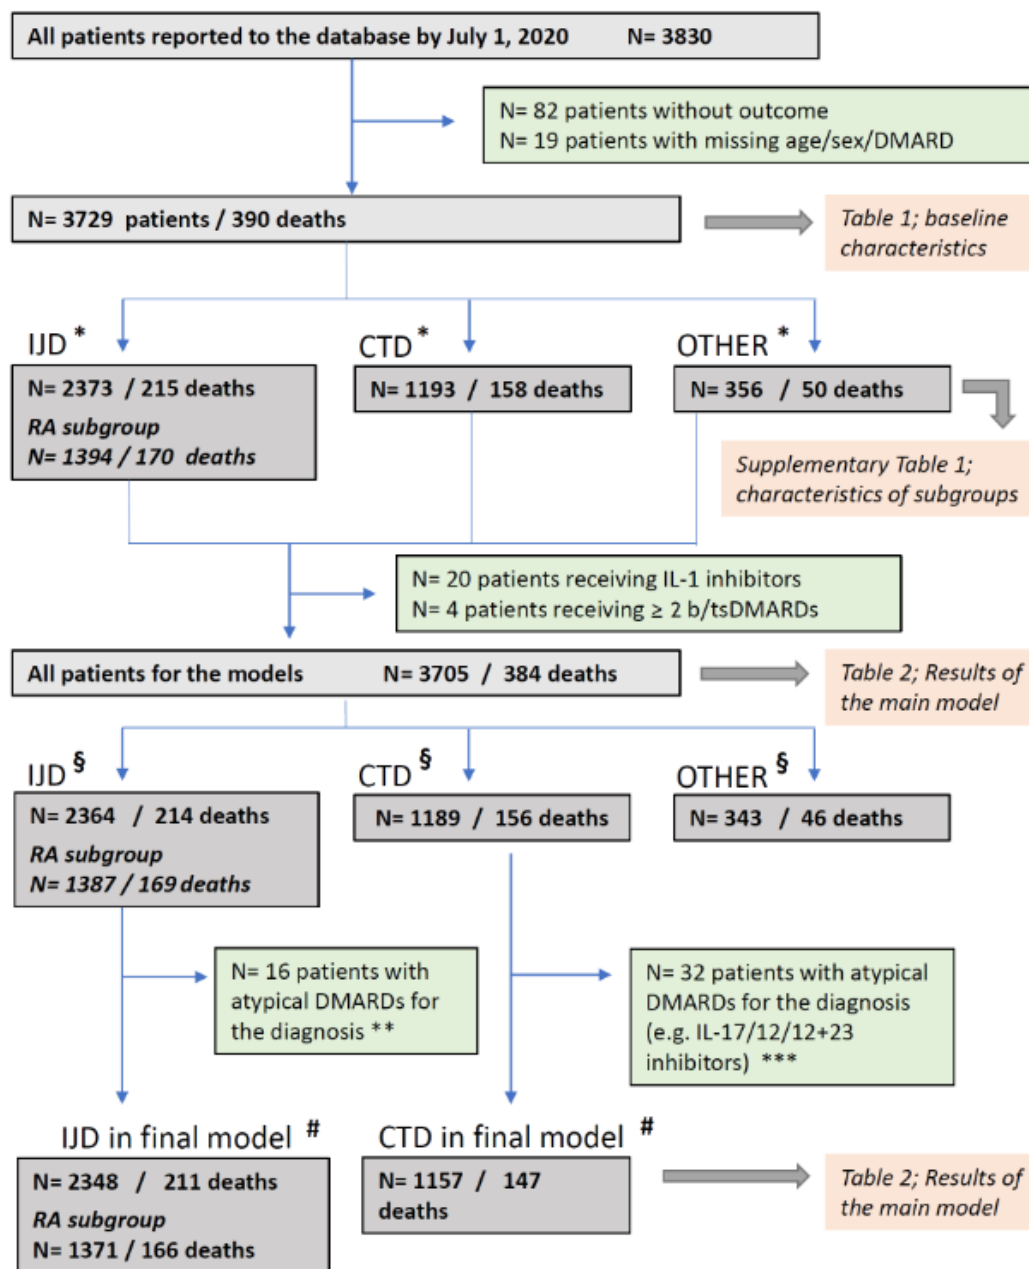 All patients reported to the database by July 1, 2020 N= 3830
N= 82 patients without outcome
N= 19 patients with missing age/sex/DMARD
N= 3729 patients / 390 deaths
Table 1; baseline
characteristics
IJD *
CTD *
OTHER *
N= 2373 / 215 deaths
RA subgroup
N= 1394 / 170 deaths
N= 1193 / 158 deaths
N= 356 / 50 deaths
Supplementary Table 1;
characteristics of subgroups
N= 20 patients receiving IL-1 inhibitors
N= 4 patients receiving ≥ 2 b/tsDMARDs
All patients for the models N= 3705 / 384 deaths
Table 2; Results of
the main model
IJD §
CTD §
OTHER §
N= 2364 / 214 deaths
RA subgroup
N= 1387 / 169 deaths
N= 1189 / 156 deaths
N= 343 / 46 deaths
N= 16 patients with
atypical DMARDs for
the diagnosis **
N= 32 patients with atypical
DMARDs for the diagnosis
(e.g. IL-17/12/12+23
inhibitors) ***
IJD in final model #
CTD in final model #
N= 2348 / 211 deaths
RA subgroup
N= 1371 / 166 deaths
N= 1157 / 147
deaths
Table 2; Results of
the main model